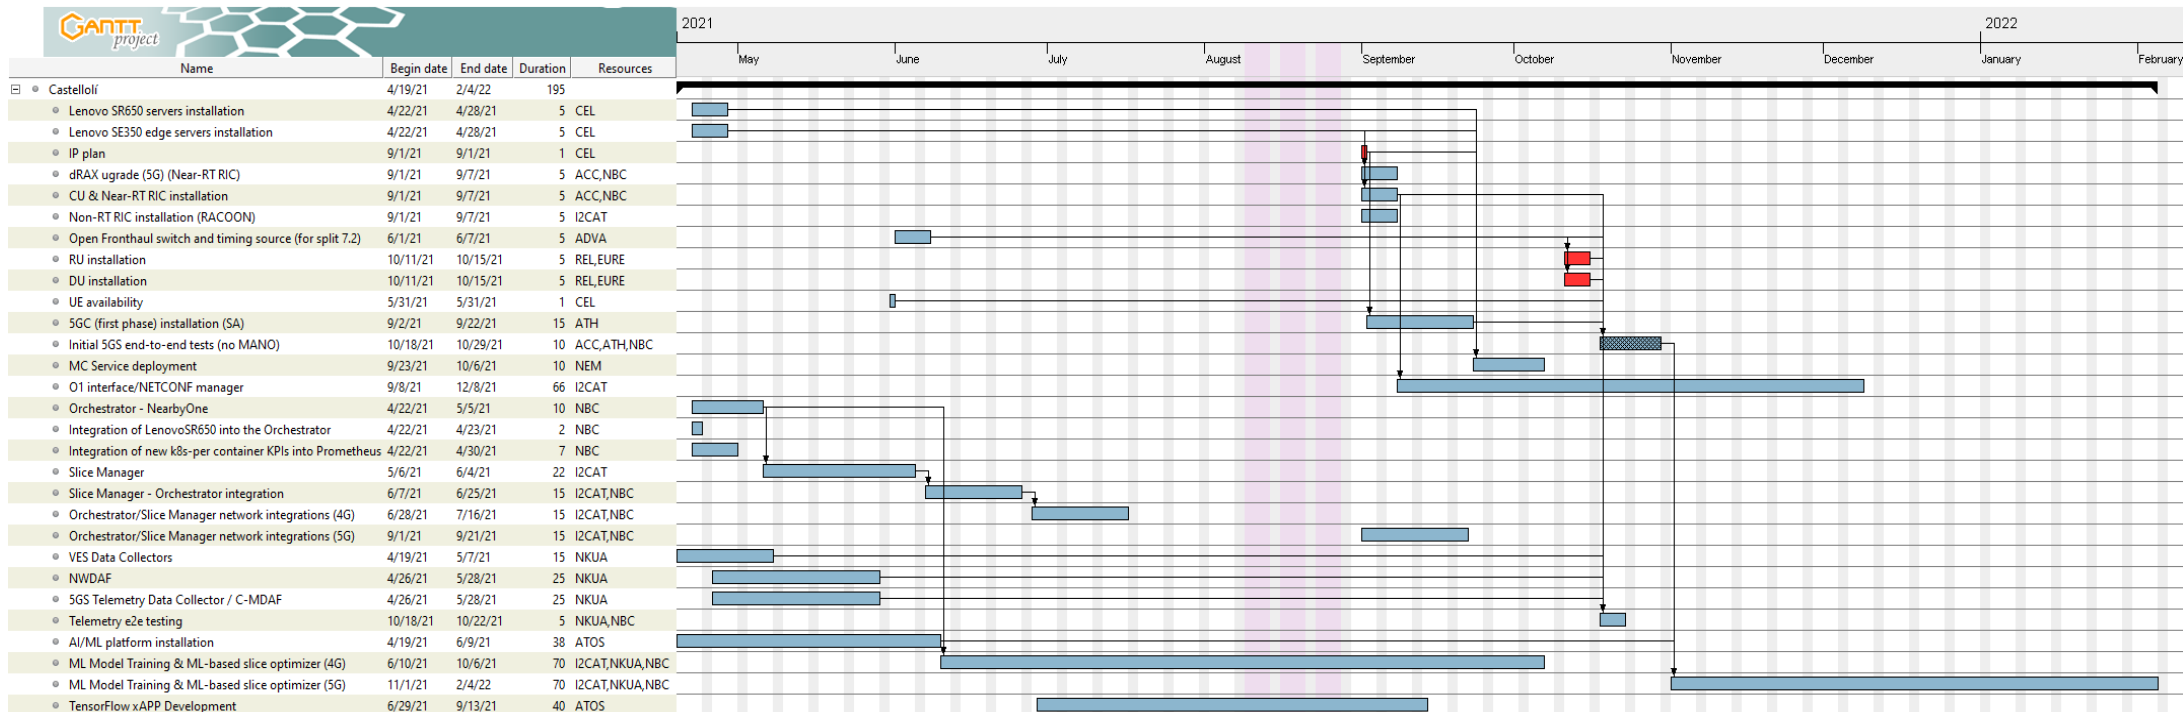 GANTT
project
2021 2022
May June July August September October November December January February
Name Begin date End date Duration Resources
Castellolí 4/19/21 2/4/22 195
Lenovo SR650 servers installation 4/22/21 4/28/21 5 CEL
Lenovo SE350 edge servers installation 4/22/21 4/28/21 5 CEL
IP plan 9/1/21 9/1/21 1 CEL
dRAX ugrade (5G) (Near-RT RIC) 9/1/21 9/7/21 5 ACC,NBC
CU & Near-RT RIC installation 9/1/21 9/7/21 5 ACC,NBC
Non-RT RIC installation (RACOON) 9/1/21 9/7/21 5 I2CAT
Open Fronthaul switch and timing source (for split 7.2) 6/1/21 6/7/21 5 ADVA
RU installation 10/11/21 10/15/21 5 REL,EURE
DU installation 10/11/21 10/15/21 5 REL,EURE
UE availability 5/31/21 5/31/21 1 CEL
5GC (first phase) installation (SA) 9/2/21 9/22/21 15 ATH
Initial 5GS end-to-end tests (no MANO) 10/18/21 10/29/21 10 ACC,ATH,NBC
MC Service deployment 9/23/21 10/6/21 10 NEM
O1 interface/NETCONF manager 9/8/21 12/8/21 66 I2CAT
Orchestrator - NearbyOne 4/22/21 5/5/21 10 NBC
Integration of LenovoSR650 into the Orchestrator 4/22/21 4/23/21 2 NBC
Integration of new k8s-per container KPIs into Prometheus 4/22/21 4/30/21 7 NBC
Slice Manager 5/6/21 6/4/21 22 I2CAT
Slice Manager - Orchestrator integration 6/7/21 6/25/21 15 I2CAT,NBC
Orchestrator/Slice Manager network integrations (4G) 6/28/21 7/16/21 15 I2CAT,NBC
Orchestrator/Slice Manager network integrations (5G) 9/1/21 9/21/21 15 I2CAT,NBC
VES Data Collectors 4/19/21 5/7/21 15 NKUA
NWDAF 4/26/21 5/28/21 25 NKUA
5GS Telemetry Data Collector / C-MDAF 4/26/21 5/28/21 25 NKUA
Telemetry e2e testing 10/18/21 10/22/21 5 NKUA,NBC
AI/ML platform installation 4/19/21 6/9/21 38 ATOS
ML Model Training & ML-based slice optimizer (4G) 6/10/21 10/6/21 70 I2CAT,NKUA,NBC
ML Model Training & ML-based slice optimizer (5G) 11/1/21 2/4/22 70 I2CAT,NKUA,NBC
TensorFlow xAPP Development 6/29/21 9/13/21 40 ATOS